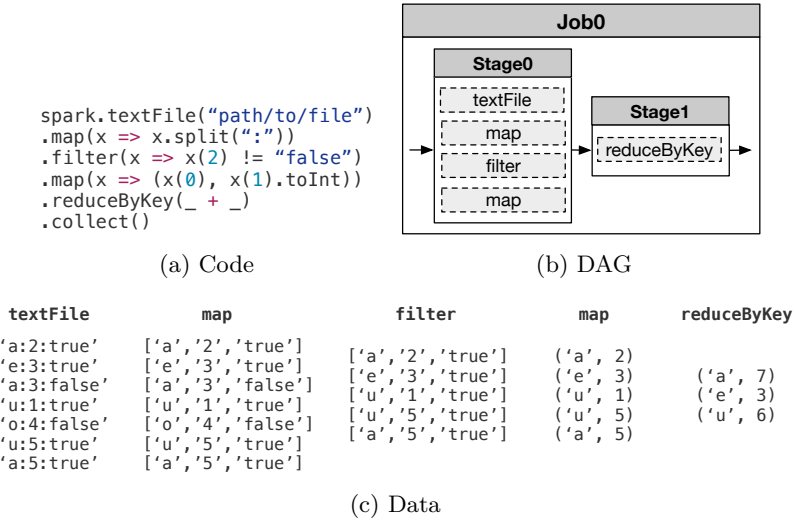 spark.textFile(“path/to/file”)
.map(x => x.split(“:”))
.filter(x => x(2) != “false”)
.map(x => (x(0), x(1).toInt))
.reduceByKey(_ + _)
.collect()
(a) Code
Job0
Stage0
textFile
map
filter
map
Stage1
reduceByKey
(b) DAG
textFile map filter map reduceByKey
‘a:2:true’
‘e:3:true’
‘a:3:false’
‘u:1:true’
‘o:4:false’
‘u:5:true’
‘a:5:true’
[‘a’,’2’,’true’]
[‘e’,’3’,’true’]
[‘a’,’3’,’false’]
[‘u’,’1’,’true’]
[‘o’,’4’,’false’]
[‘u’,’5’,’true’]
[‘a’,’5’,’true’]
[‘a’,’2’,’true’]
[‘e’,’3’,’true’]
[‘u’,’1’,’true’]
[‘u’,’5’,’true’]
[‘a’,’5’,’true’]
(‘a’, 2)
(‘e’, 3)
(‘u’, 1)
(‘u’, 5)
(‘a’, 5)
(‘a’, 7)
(‘e’, 3)
(‘u’, 6)
(c) Data